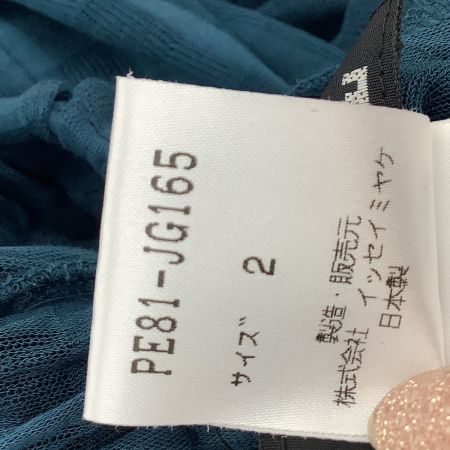 PE81-JG165
サイズ 2
製造・販売元
株式会社 イッセイミヤケ
日本製